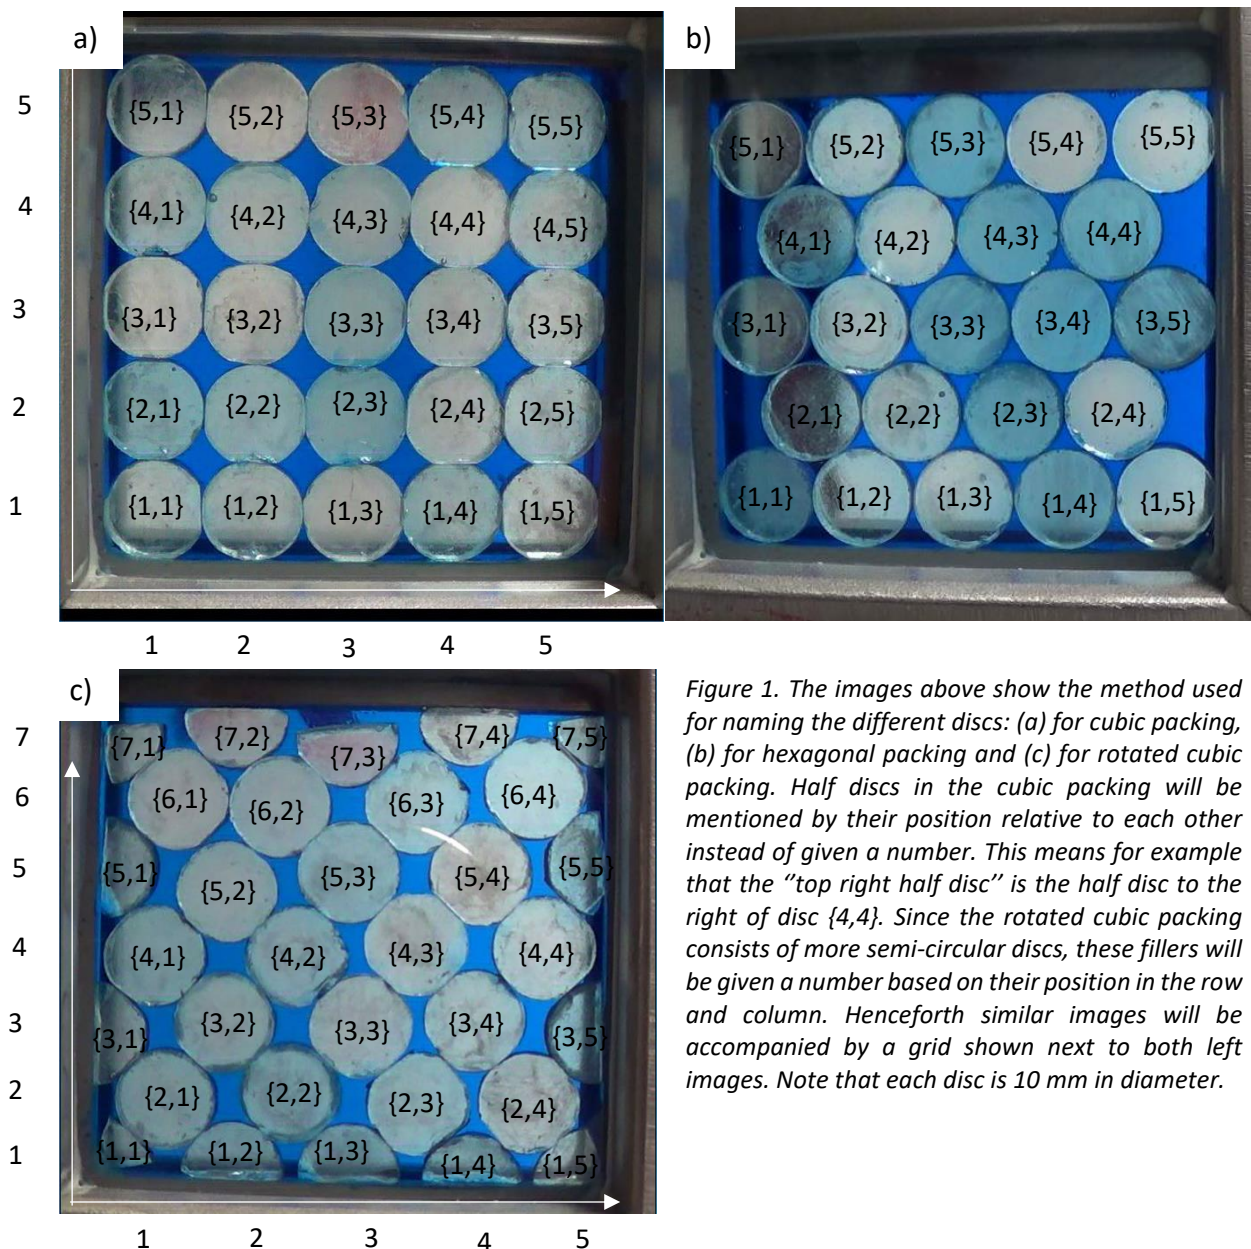 a)
5 {5,1} {5,2} {5,3} {5,4} {5,5}
4 {4,1} {4,2} {4,3} {4,4} {4,5}
3 {3,1} {3,2} {3,3} {3,4} {3,5}
2 {2,1} {2,2} {2,3} {2,4} {2,5}
1 {1,1} {1,2} {1,3} {1,4} {1,5}
1 2 3 4 5
b)
{5,1} {5,2} {5,3} {5,4} {5,5}
{4,1} {4,2} {4,3} {4,4}
{3,1} {3,2} {3,3} {3,4} {3,5}
{2,1} {2,2} {2,3} {2,4}
{1,1} {1,2} {1,3} {1,4} {1,5}
c)
7 {7,1} {7,2} {7,3} {7,4} {7,5}
6 {6,1} {6,2} {6,3} {6,4}
5 {5,1} {5,2} {5,3} {5,4} {5,5}
4 {4,1} {4,2} {4,3} {4,4}
3 {3,1} {3,2} {3,3} {3,4} {3,5}
2 {2,1} {2,2} {2,3} {2,4}
1 {1,1} {1,2} {1,3} {1,4} {1,5}
1 2 3 4 5
Figure 1. The images above show the method used
for naming the different discs: (a) for cubic packing,
(b) for hexagonal packing and (c) for rotated cubic
packing. Half discs in the cubic packing will be
mentioned by their position relative to each other
instead of given a number. This means for example
that the ‘’top right half disc’’ is the half disc to the
right of disc {4,4}. Since the rotated cubic packing
consists of more semi-circular discs, these fillers will
be given a number based on their position in the row
and column. Henceforth similar images will be
accompanied by a grid shown next to both left
images. Note that each disc is 10 mm in diameter.